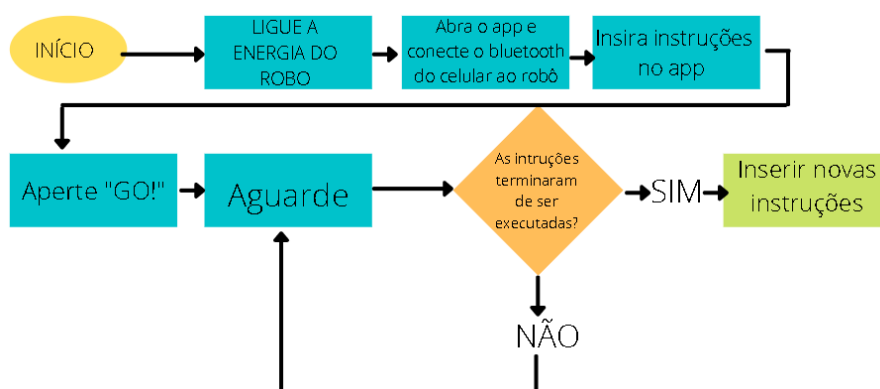 INÍCIO
LIGUE A
ENERGIA DO
ROBO
Abra o app e
conecte o bluetooth
do celular ao robô
Insira instruções
no app
Aperte "GO!"
Aguarde
As intruções
terminaram
de ser
executadas?
SIM
Inserir novas
instruções
NÃO